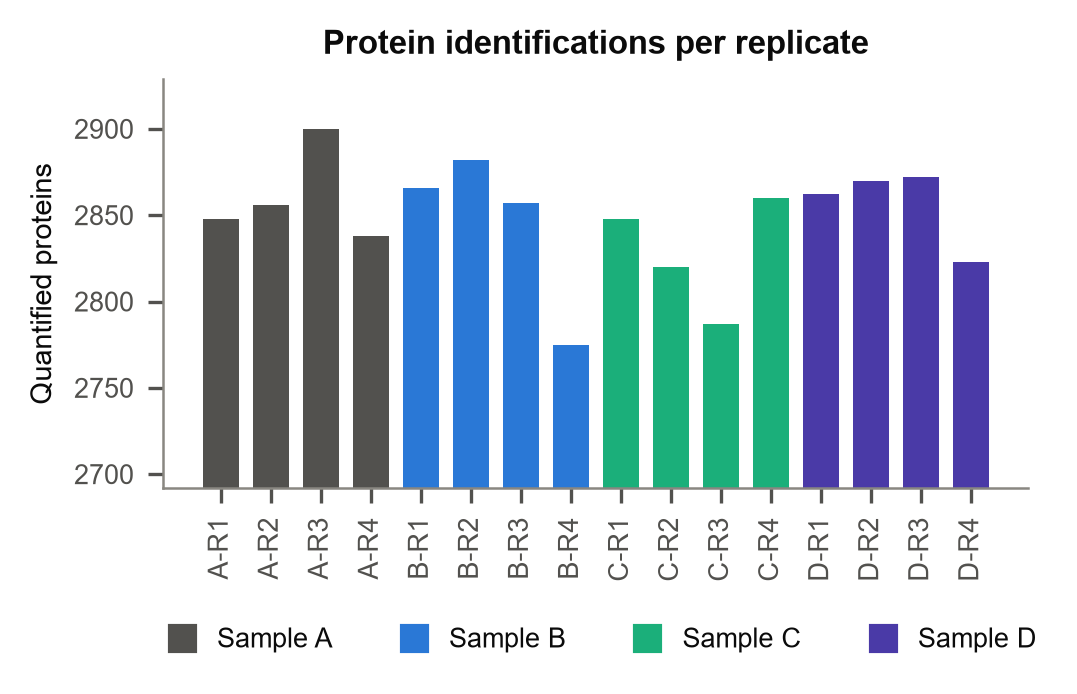 Protein identifications per replicate
Quantified proteins
2900
2850
2800
2750
2700
A-R1
A-R2
A-R3
A-R4
B-R1
B-R2
B-R3
B-R4
C-R1
C-R2
C-R3
C-R4
D-R1
D-R2
D-R3
D-R4
Sample A
Sample B
Sample C
Sample D